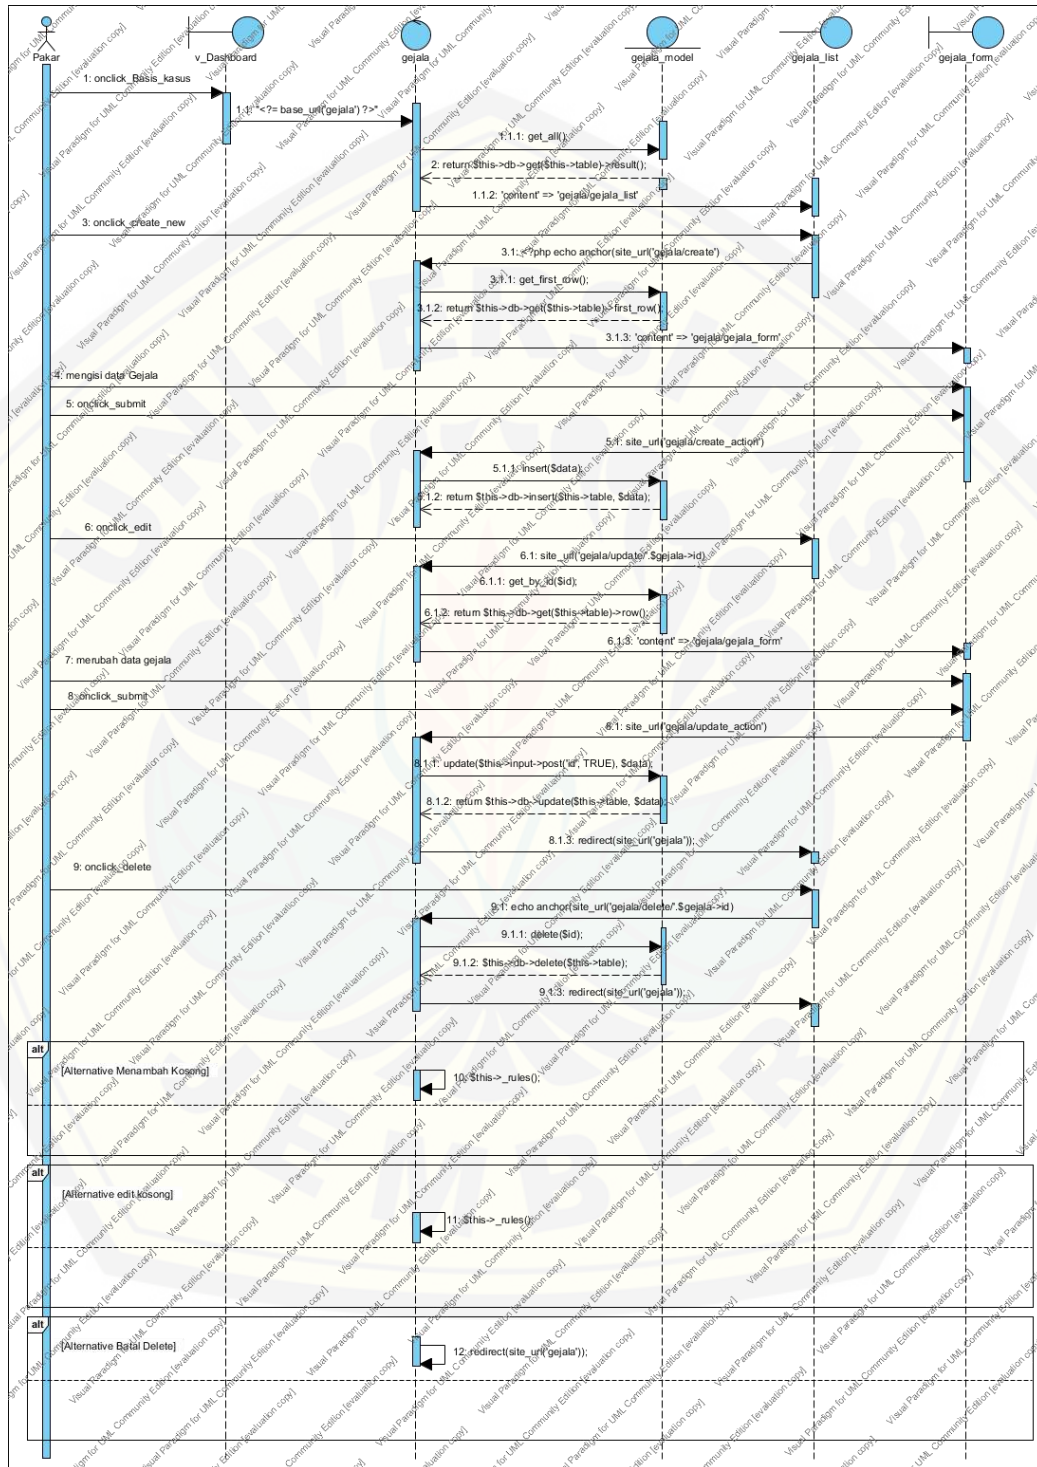 Pakar
v_Dashboard
gejala
gejala_model
gejala_list
gejala_form
1: onclick_Basis_kasus
1.1: "<?= base_url('gejala') ?>"
1.1.1: get_all()
2: return $this->db->get($this->table)->result();
1.1.2: 'content' => 'gejala/gejala_list'
3: onclick_create_new
3.1: <?php echo anchor(site_url('gejala/create')
3.1.1: get_first_row();
3.1.2: return $this->db->get($this->table)->first_row();
3.1.3: 'content' => 'gejala/gejala_form'
4: mengisi data Gejala
5: onclick_submit
5.1: site_url('gejala/create_action')
5.1.1: insert($data);
5.1.2: return $this->db->insert($this->table, $data);
6: onclick_edit
6.1: site_url('gejala/update/'.$gejala->id)
6.1.1: get_by_id($id);
6.1.2: return $this->db->get($this->table)->row();
6.1.3: 'content' => 'gejala/gejala_form'
7: merubah data gejala
8: onclick_submit
8.1: site_url('gejala/update_action')
8.1.1: update($this->input->post('id', TRUE), $data);
8.1.2: return $this->db->update($this->table, $data);
8.1.3: redirect(site_url('gejala'));
9: onclick_delete
9.1: echo anchor(site_url('gejala/delete/'.$gejala->id)
9.1.1: delete($id);
9.1.2: $this->db->delete($this->table);
9.1.3: redirect(site_url('gejala'));
alt
[Alternative Menambah Kosong]
10: $this->_rules();
alt
[Alternative edit kosong]
11: $this->_rules()
alt
[Alternative Batal Delete]
12: redirect(site_url('gejala'));
Visual Paradigm for UML Community Edition [evaluation copy]
UNIVERSITAS
JEMBER